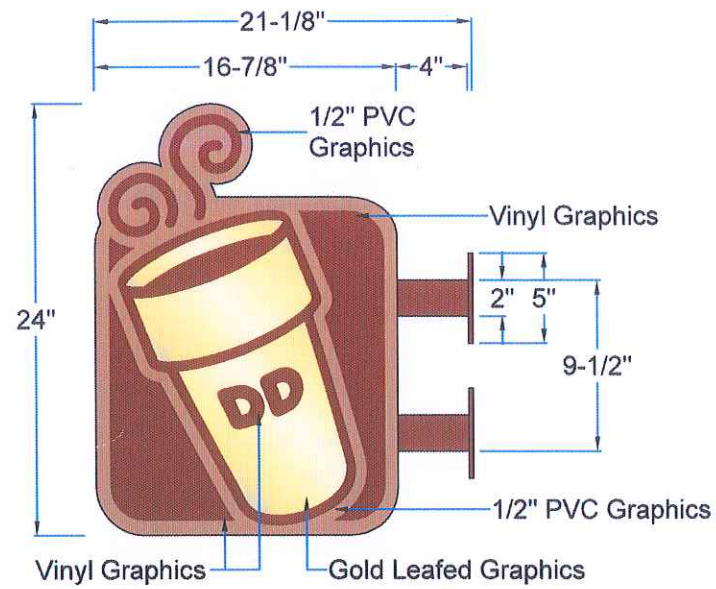 21-1/8"
16-7/8"
4"
1/2" PVC
Graphics
Vinyl Graphics
2"
5"
24"
9-1/2"
DD
1/2" PVC Graphics
Vinyl Graphics
Gold Leafed Graphics